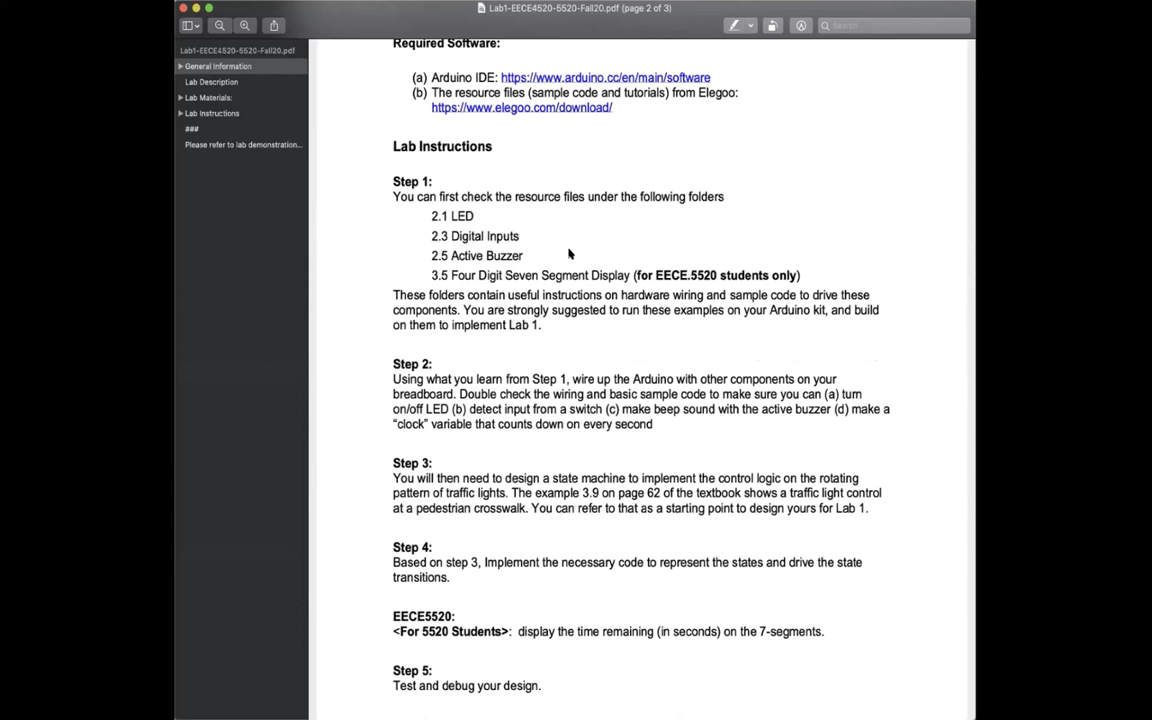 Lab1-EECE4520-5520-Fall20.pdf (page 2 of 3)
Search
Lab1-EECE4520-5520-Fall20.pdf
General Information
Lab Description
Lab Materials:
Lab Instructions
###
Please refer to lab demonstration...
Required Software:
(a) Arduino IDE: https://www.arduino.cc/en/main/software
(b) The resource files (sample code and tutorials) from Elegoo:
https://www.elegoo.com/download/
Lab Instructions
Step 1:
You can first check the resource files under the following folders
2.1 LED
2.3 Digital Inputs
2.5 Active Buzzer
3.5 Four Digit Seven Segment Display (for EECE.5520 students only)
These folders contain useful instructions on hardware wiring and sample code to drive these
components. You are strongly suggested to run these examples on your Arduino kit, and build
on them to implement Lab 1.
Step 2:
Using what you learn from Step 1, wire up the Arduino with other components on your
breadboard. Double check the wiring and basic sample code to make sure you can (a) turn
on/off LED (b) detect input from a switch (c) make beep sound with the active buzzer (d) make a
“clock” variable that counts down on every second
Step 3:
You will then need to design a state machine to implement the control logic on the rotating
pattern of traffic lights. The example 3.9 on page 62 of the textbook shows a traffic light control
at a pedestrian crosswalk. You can refer to that as a starting point to design yours for Lab 1.
Step 4:
Based on step 3, Implement the necessary code to represent the states and drive the state
transitions.
EECE5520:
<For 5520 Students>: display the time remaining (in seconds) on the 7-segments.
Step 5:
Test and debug your design.